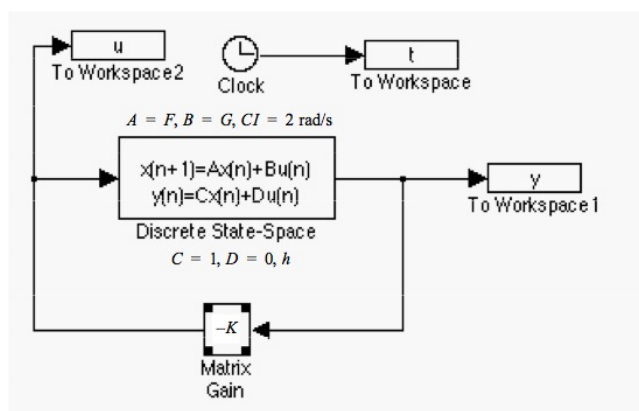 u
To Workspace2
Clock
t
To Workspace
A = F, B = G, CI = 2 rad/s
x(n+1)=Ax(n)+Bu(n)
y(n)=Cx(n)+Du(n)
Discrete State-Space
C = 1, D = 0, h
y
To Workspace1
–K
Matrix
Gain